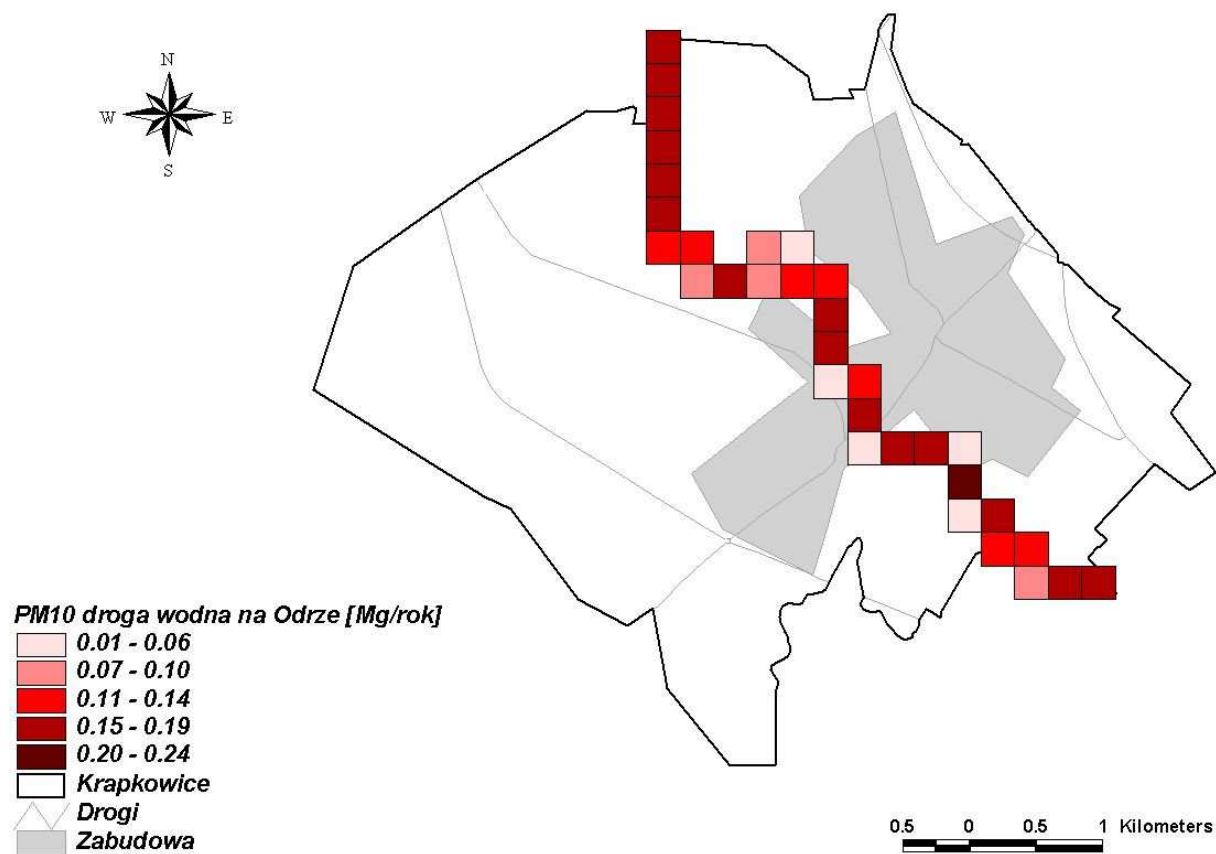 N
W E
S
PM10 droga wodna na Odrze [Mg/rok]
0.01 - 0.06
0.07 - 0.10
0.11 - 0.14
0.15 - 0.19
0.20 - 0.24
Krapkowice
Drogi
Zabudowa
0.5 0 0.5 1 Kilometers